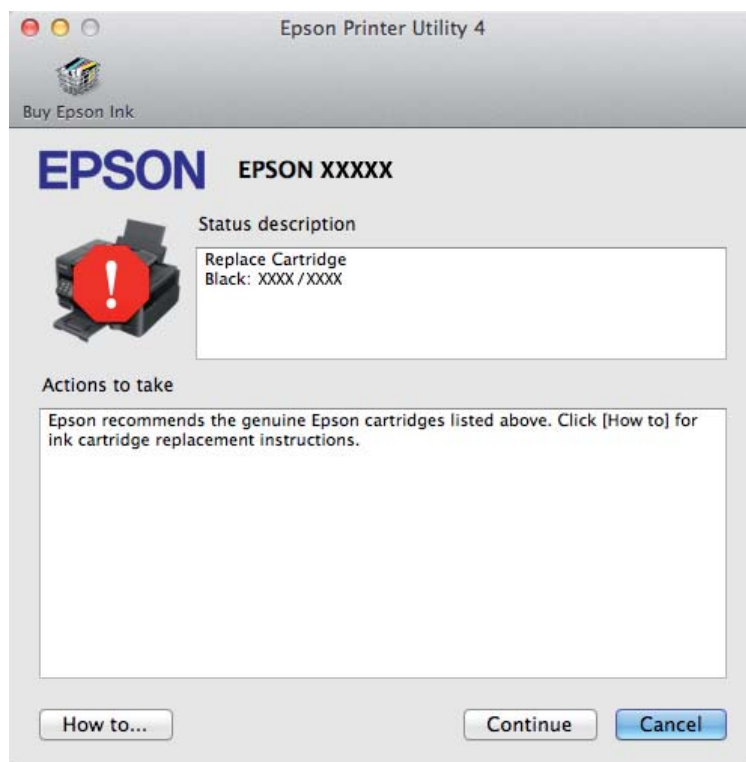 Epson Printer Utility 4
Buy Epson Ink
EPSON EPSON XXXXX
Status description
Replace Cartridge
Black: XXXX / XXXX
!
Actions to take
Epson recommends the genuine Epson cartridges listed above. Click [How to] for
ink cartridge replacement instructions.
How to... Continue Cancel